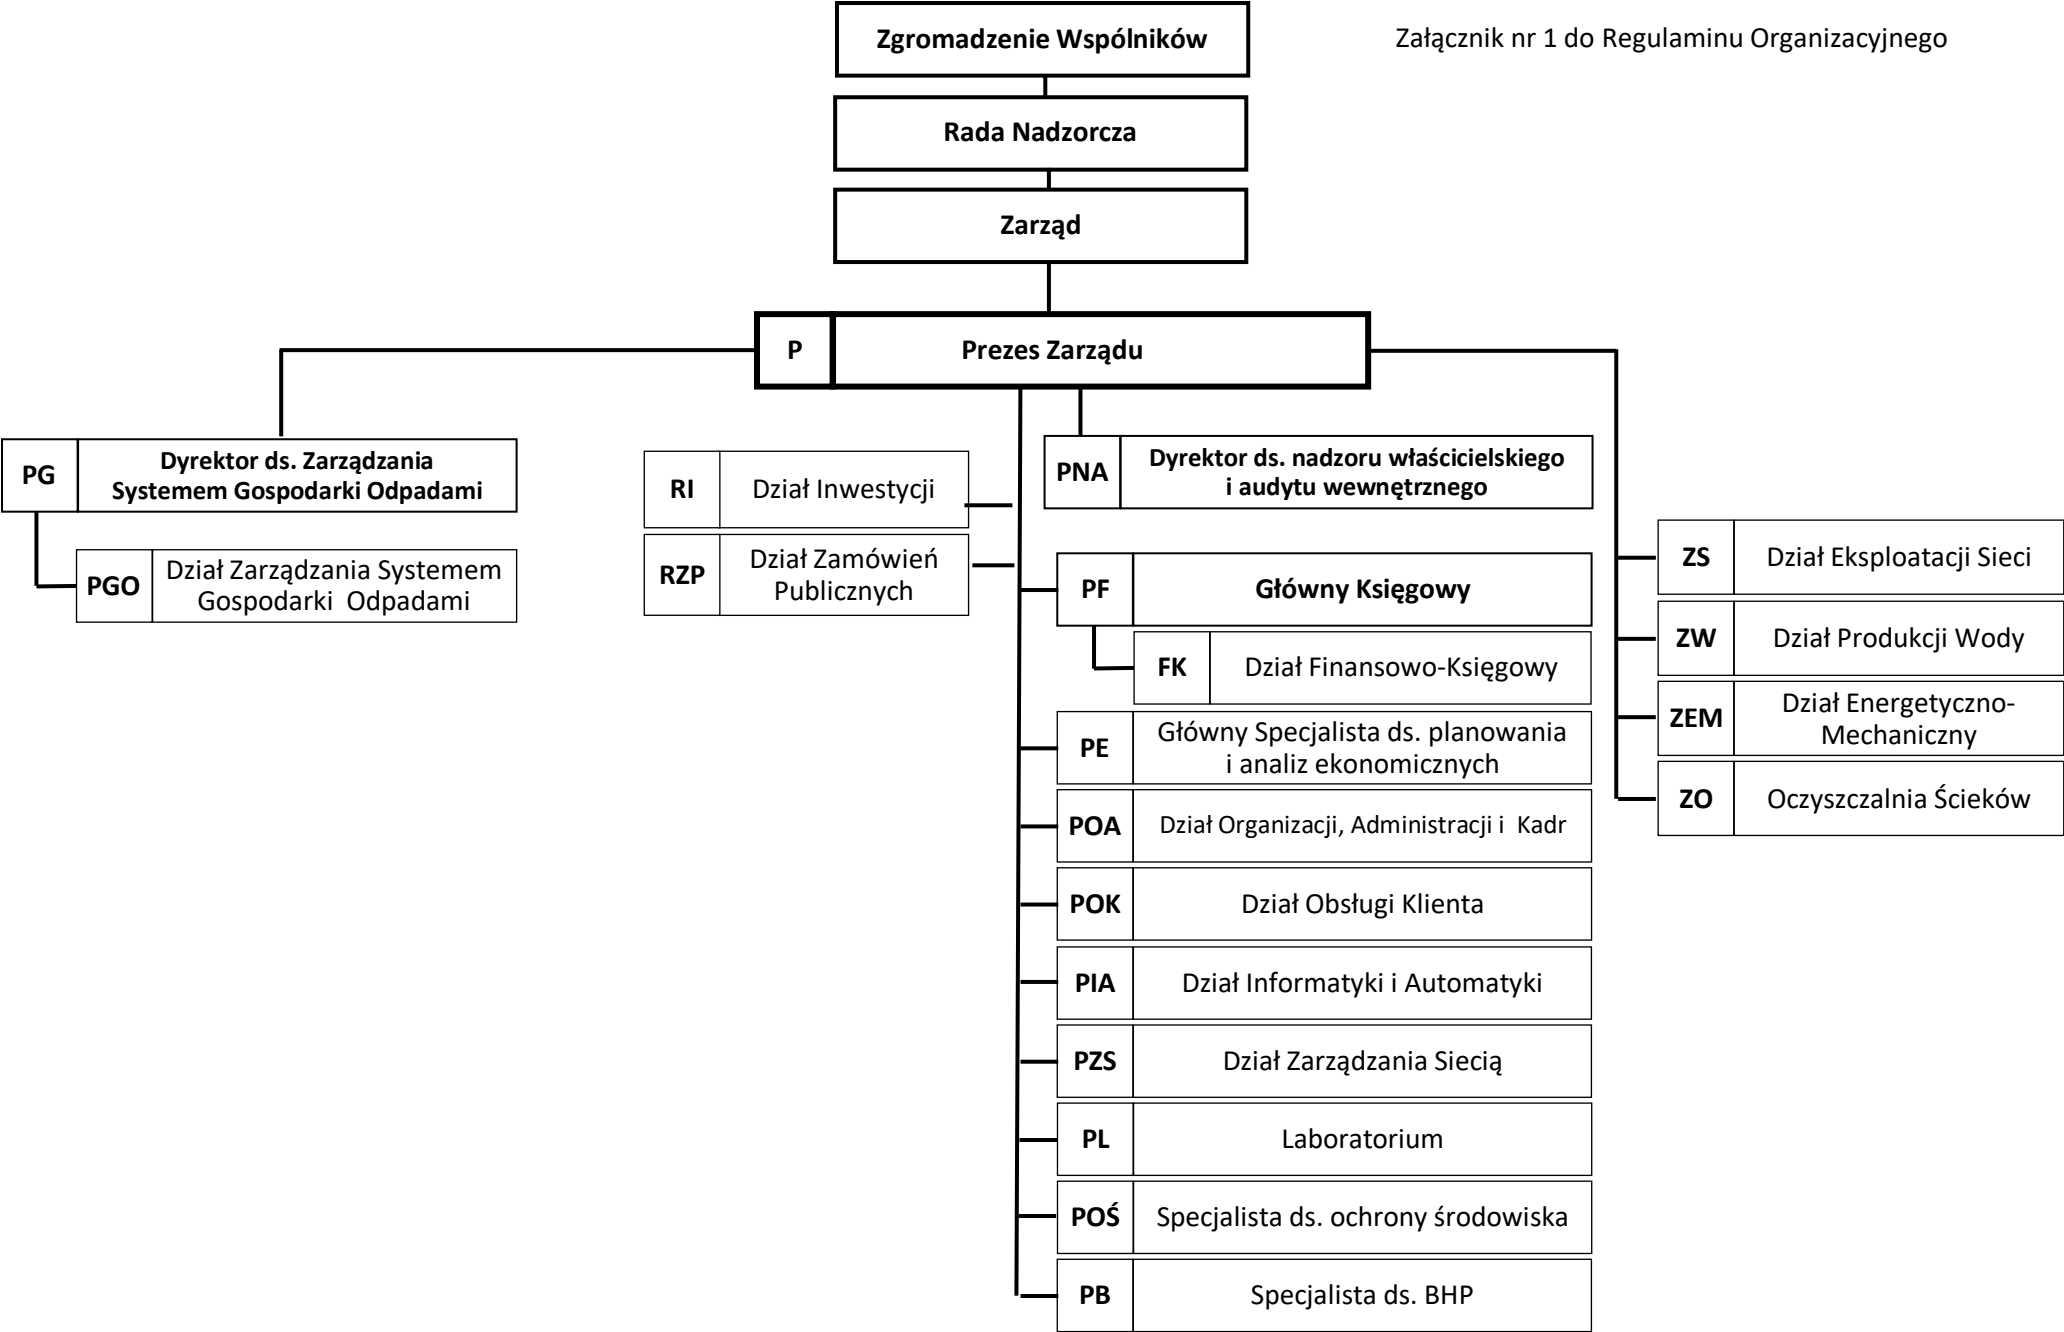 Zgromadzenie Wspólników
Załącznik nr 1 do Regulaminu Organizacyjnego
Rada Nadzorcza
Zarząd
P
Prezes Zarządu
PG
Dyrektor ds. Zarządzania
Systemem Gospodarki Odpadami
PGO
Dział Zarządzania Systemem
Gospodarki Odpadami
RI
Dział Inwestycji
RZP
Dział Zamówień
Publicznych
PNA
Dyrektor ds. nadzoru właścicielskiego
i audytu wewnętrznego
PF
Główny Księgowy
FK
Dział Finansowo-Księgowy
PE
Główny Specjalista ds. planowania
i analiz ekonomicznych
POA
Dział Organizacji, Administracji i Kadr
POK
Dział Obsługi Klienta
PIA
Dział Informatyki i Automatyki
PZS
Dział Zarządzania Siecią
PL
Laboratorium
POŚ
Specjalista ds. ochrony środowiska
PB
Specjalista ds. BHP
ZS
Dział Eksploatacji Sieci
ZW
Dział Produkcji Wody
ZEM
Dział Energetyczno-
Mechaniczny
ZO
Oczyszczalnia Ścieków